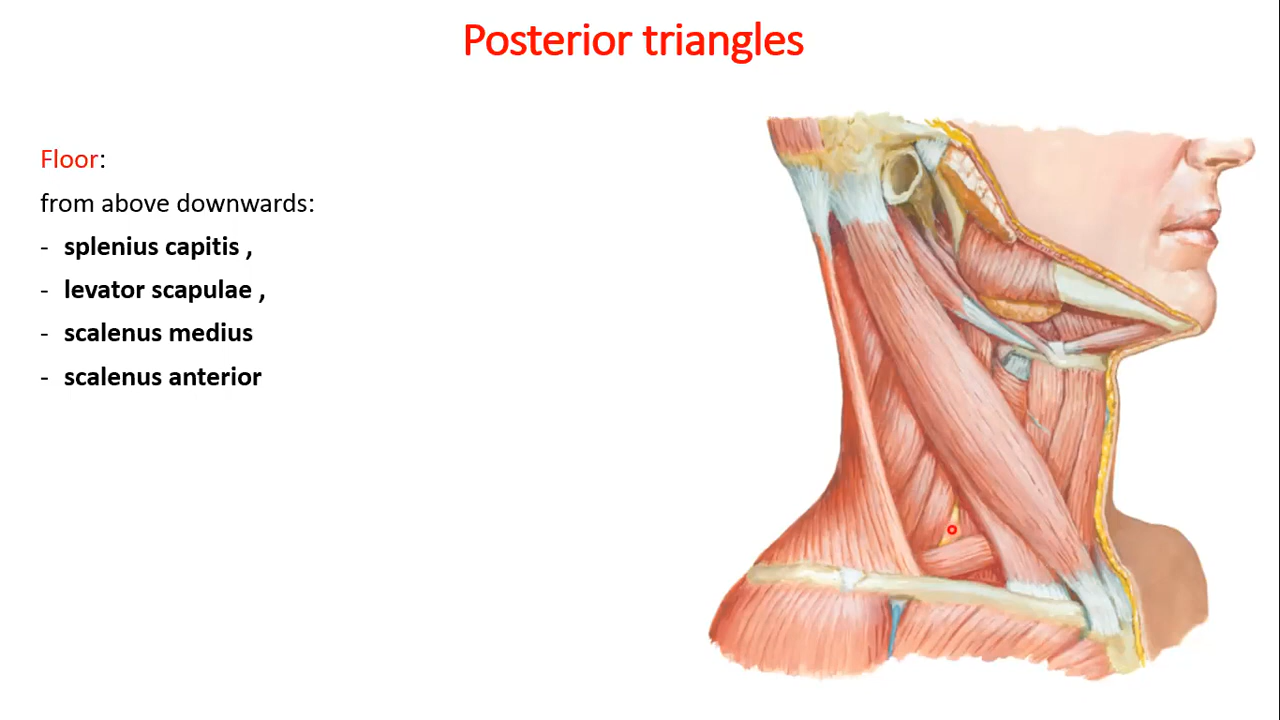 Posterior triangles
Floor:
from above downwards:
- splenius capitis ,
- levator scapulae ,
- scalenus medius
- scalenus anterior